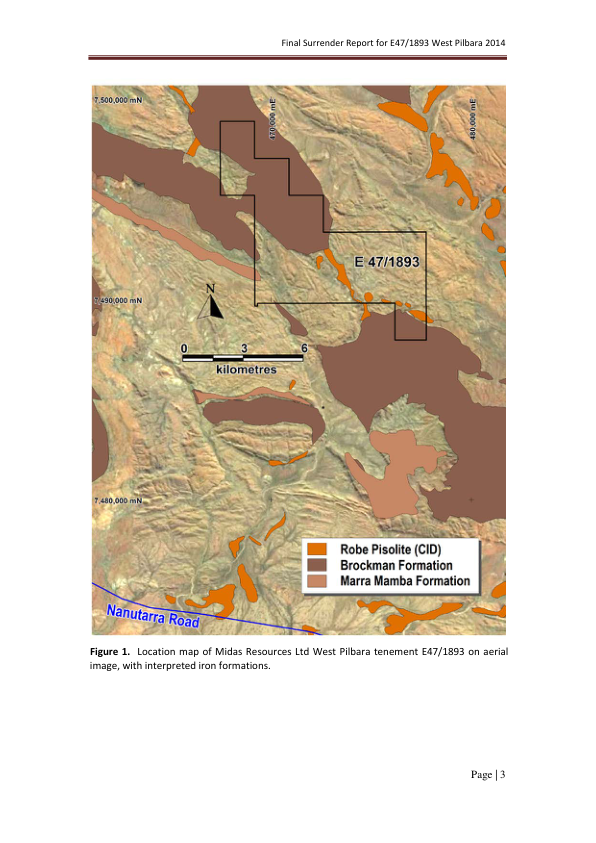 Final Surrender Report for E47/1893 West Pilbara 2014
7,500,000 mN
470,000 mE
480,000 mE
E 47/1893
N
7,490,000 mN
0 3 6
kilometres
7,480,000 mN
Robe Pisolite (CID)
Brockman Formation
Marra Mamba Formation
Nanutarra Road
Figure 1. Location map of Midas Resources Ltd West Pilbara tenement E47/1893 on aerial
image, with interpreted iron formations.
Page | 3